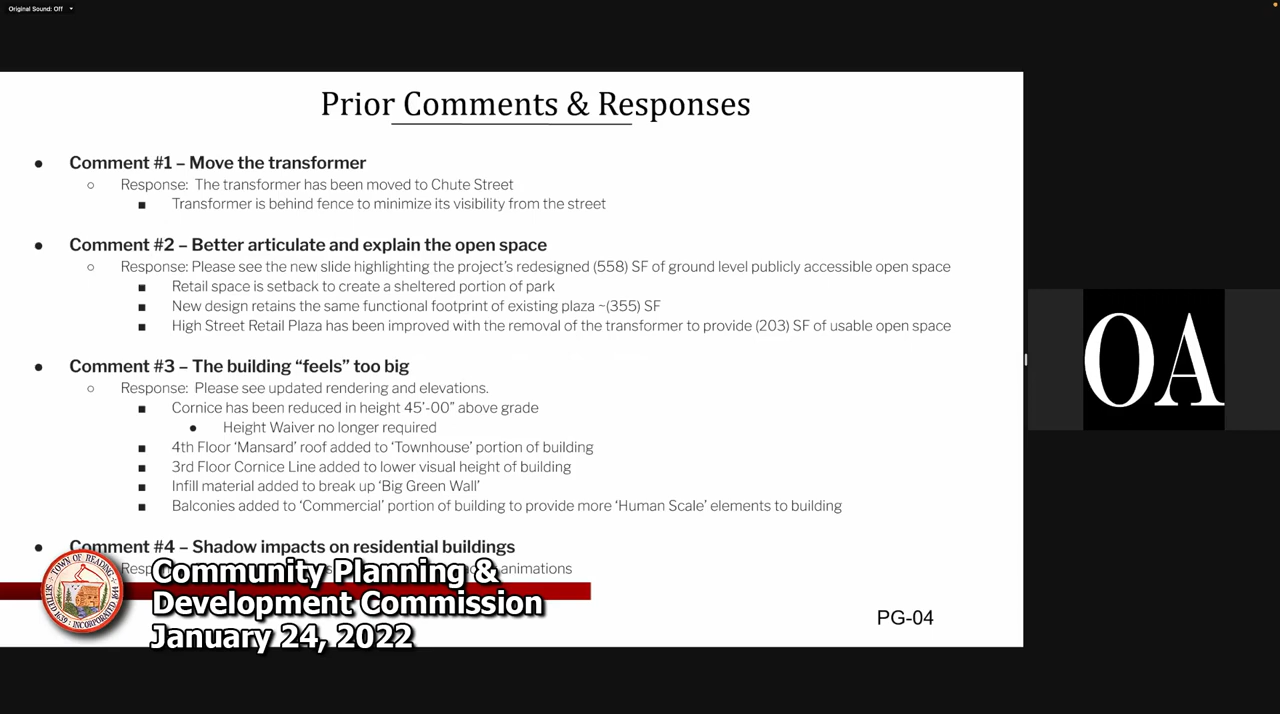 Original Sound: Off
Prior Comments & Responses
● Comment #1 – Move the transformer
○ Response: The transformer has been moved to Chute Street
■ Transformer is behind fence to minimize its visibility from the street
● Comment #2 – Better articulate and explain the open space
○ Response: Please see the new slide highlighting the project's redesigned (558) SF of ground level publicly accessible open space
■ Retail space is setback to create a sheltered portion of park
■ New design retains the same functional footprint of existing plaza ~(355) SF
■ High Street Retail Plaza has been improved with the removal of the transformer to provide (203) SF of usable open space
● Comment #3 – The building “feels” too big
○ Response: Please see updated rendering and elevations.
■ Cornice has been reduced in height 45'-00” above grade
● Height Waiver no longer required
■ 4th Floor ‘Mansard’ roof added to ‘Townhouse’ portion of building
■ 3rd Floor Cornice Line added to lower visual height of building
■ Infill material added to break up ‘Big Green Wall’
■ Balconies added to ‘Commercial’ portion of building to provide more ‘Human Scale’ elements to building
● Comment #4 – Shadow impacts on residential buildings
animations
TOWN OF READING
SETTLED 1639 INCORPORATED 1644
Community Planning &
Development Commission
January 24, 2022
PG-04
OA